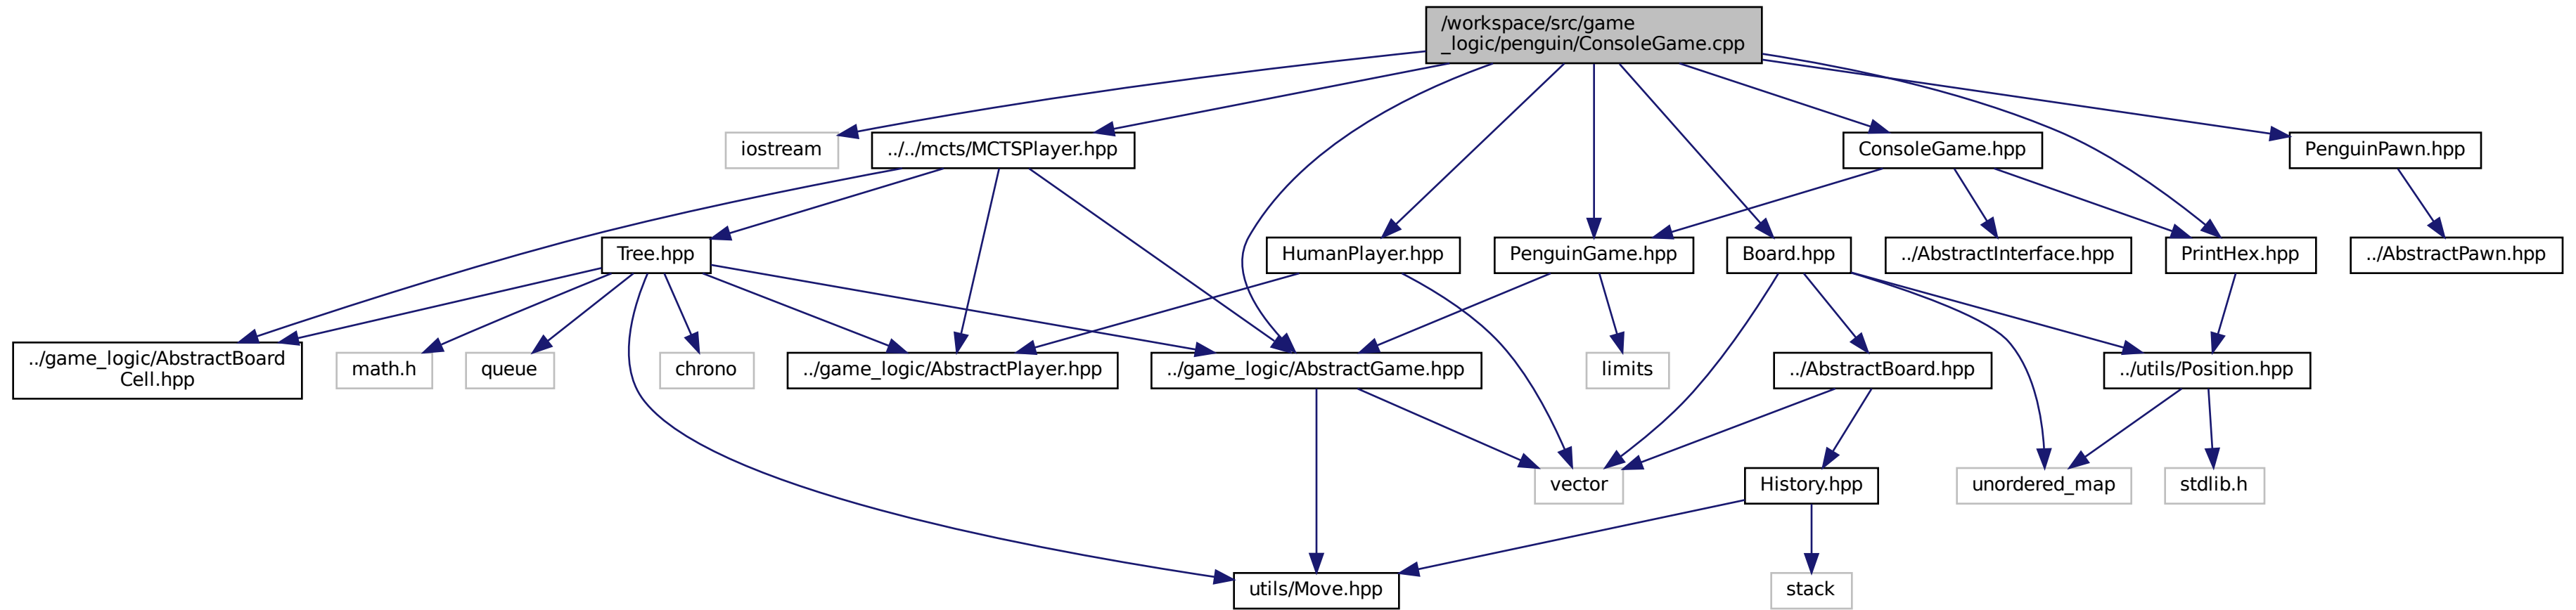 /workspace/src/game
_logic/penguin/ConsoleGame.cpp
iostream
../../mcts/MCTSPlayer.hpp
ConsoleGame.hpp
PenguinPawn.hpp
Tree.hpp
HumanPlayer.hpp
PenguinGame.hpp
Board.hpp
../AbstractInterface.hpp
PrintHex.hpp
../AbstractPawn.hpp
../game_logic/AbstractBoard
Cell.hpp
math.h
queue
chrono
../game_logic/AbstractPlayer.hpp
../game_logic/AbstractGame.hpp
limits
../AbstractBoard.hpp
../utils/Position.hpp
vector
History.hpp
unordered_map
stdlib.h
utils/Move.hpp
stack